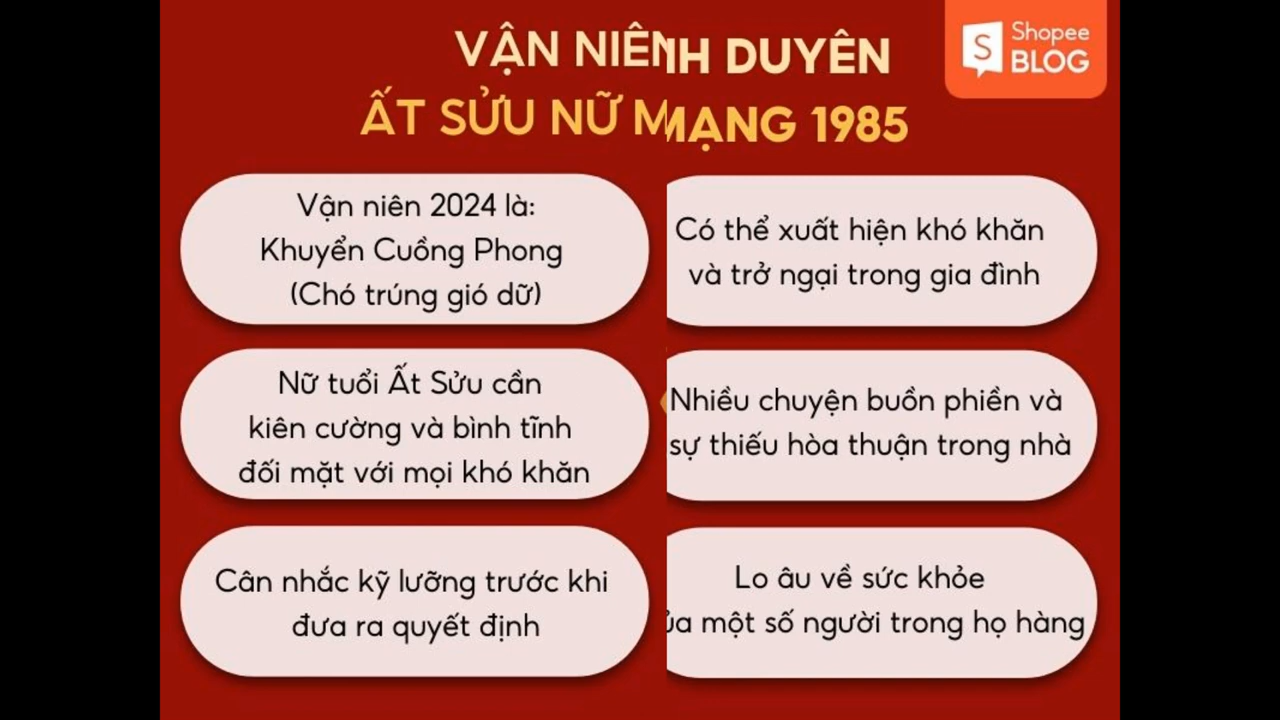 VẬN NIÊN
ẤT SỬU NỮ M
Vận niên 2024 là:
Khuyển Cuồng Phong
(Chó trúng gió dữ)
Nữ tuổi Ất Sửu cần
kiên cường và bình tĩnh
đối mặt với mọi khó khăn
Cân nhắc kỹ lưỡng trước khi
đưa ra quyết định
H DUYÊN
MẠNG 1985
Có thể xuất hiện khó khăn
và trở ngại trong gia đình
Nhiều chuyện buồn phiền và
sự thiếu hòa thuận trong nhà
Lo âu về sức khỏe
ủa một số người trong họ hàng
Shopee
BLOG